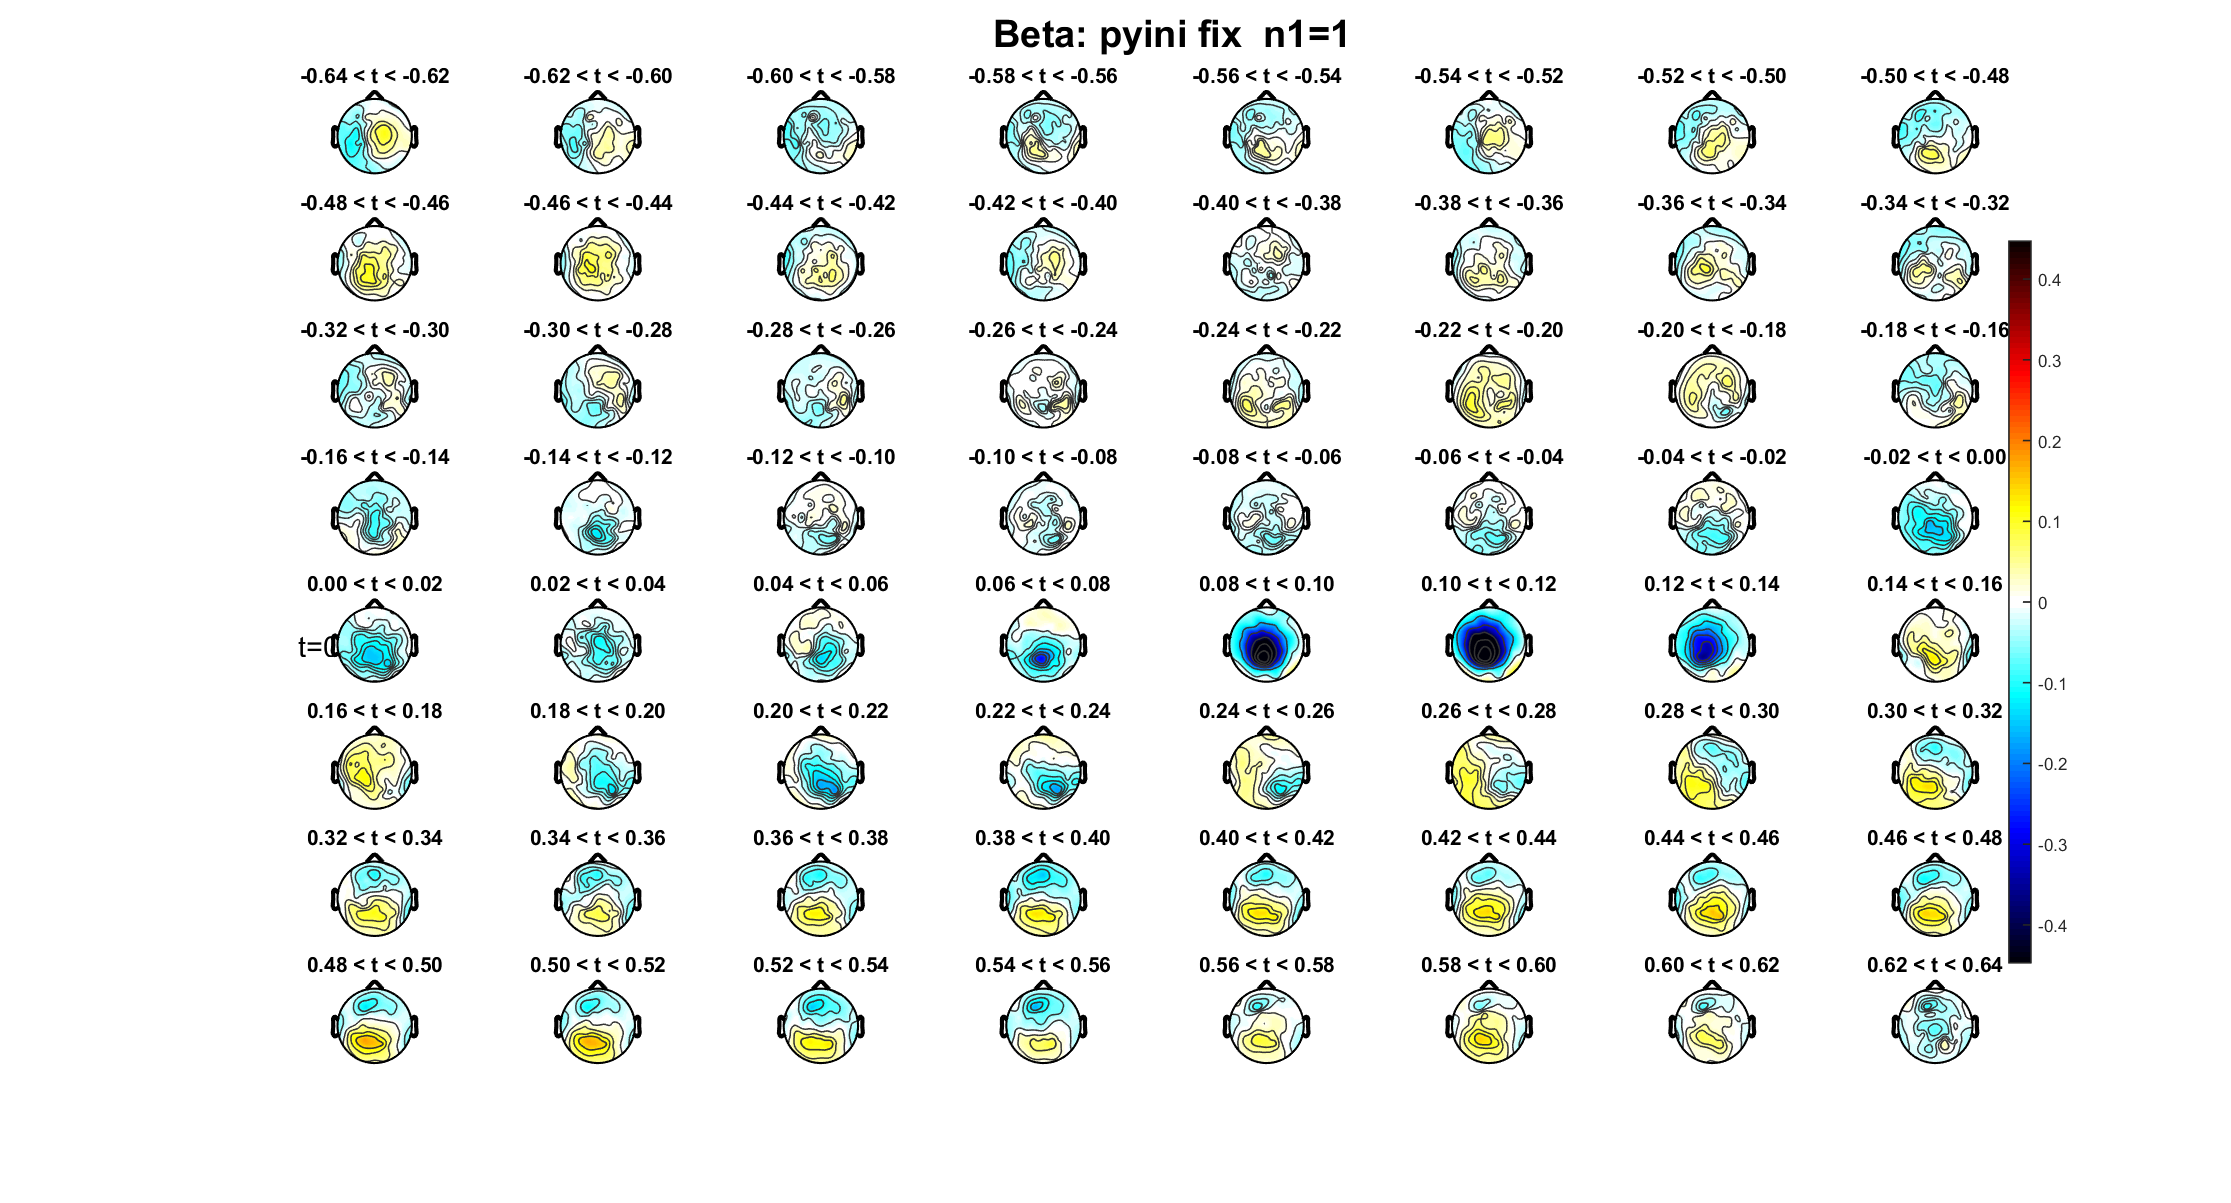 Beta: pyini fix  n1=1
-0.64 < t < -0.62 -0.62 < t < -0.60 -0.60 < t < -0.58 -0.58 < t < -0.56 -0.56 < t < -0.54 -0.54 < t < -0.52 -0.52 < t < -0.50 -0.50 < t < -0.48
-0.48 < t < -0.46 -0.46 < t < -0.44 -0.44 < t < -0.42 -0.42 < t < -0.40 -0.40 < t < -0.38 -0.38 < t < -0.36 -0.36 < t < -0.34 -0.34 < t < -0.32
-0.32 < t < -0.30 -0.30 < t < -0.28 -0.28 < t < -0.26 -0.26 < t < -0.24 -0.24 < t < -0.22 -0.22 < t < -0.20 -0.20 < t < -0.18 -0.18 < t < -0.16
-0.16 < t < -0.14 -0.14 < t < -0.12 -0.12 < t < -0.10 -0.10 < t < -0.08 -0.08 < t < -0.06 -0.06 < t < -0.04 -0.04 < t < -0.02 -0.02 < t < 0.00
0.00 < t < 0.02 0.02 < t < 0.04 0.04 < t < 0.06 0.06 < t < 0.08 0.08 < t < 0.10 0.10 < t < 0.12 0.12 < t < 0.14 0.14 < t < 0.16
t=0
0.16 < t < 0.18 0.18 < t < 0.20 0.20 < t < 0.22 0.22 < t < 0.24 0.24 < t < 0.26 0.26 < t < 0.28 0.28 < t < 0.30 0.30 < t < 0.32
0.32 < t < 0.34 0.34 < t < 0.36 0.36 < t < 0.38 0.38 < t < 0.40 0.40 < t < 0.42 0.42 < t < 0.44 0.44 < t < 0.46 0.46 < t < 0.48
0.48 < t < 0.50 0.50 < t < 0.52 0.52 < t < 0.54 0.54 < t < 0.56 0.56 < t < 0.58 0.58 < t < 0.60 0.60 < t < 0.62 0.62 < t < 0.64
0.4
0.3
0.2
0.1
0
-0.1
-0.2
-0.3
-0.4